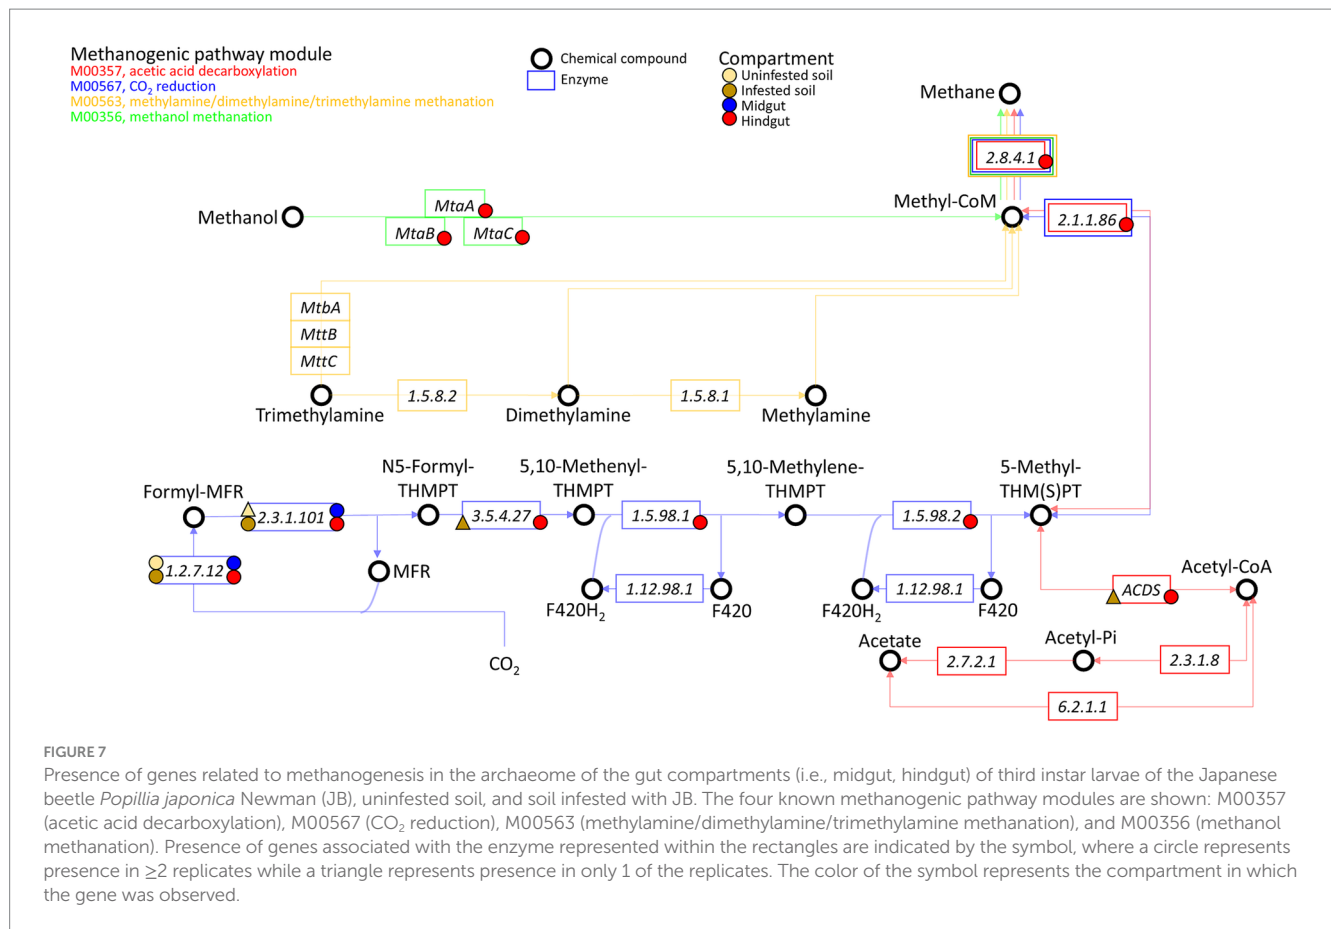 Methanogenic pathway module
M00357, acetic acid decarboxylation
M00567, CO₂ reduction
M00563, methylamine/dimethylamine/trimethylamine methanation
M00356, methanol methanation
Chemical compound
Enzyme
Compartment
Uninfested soil
Infested soil
Midgut
Hindgut
Methane
2.8.4.1
Methyl-CoM
2.1.1.86
Methanol
MtaA
MtaB
MtaC
MtbA
MttB
MttC
Trimethylamine
1.5.8.2
Dimethylamine
1.5.8.1
Methylamine
Formyl-MFR
2.3.1.101
N5-Formyl-
THMPT
3.5.4.27
5,10-Methenyl-
THMPT
1.5.98.1
5,10-Methylene-
THMPT
1.5.98.2
5-Methyl-
THM(S)PT
1.2.7.12
MFR
F420H₂
1.12.98.1
F420
F420H₂
1.12.98.1
F420
CO₂
ACDS
Acetyl-CoA
Acetate
2.7.2.1
Acetyl-Pi
2.3.1.8
6.2.1.1
FIGURE 7
Presence of genes related to methanogenesis in the archaeome of the gut compartments (i.e., midgut, hindgut) of third instar larvae of the Japanese
beetle Popillia japonica Newman (JB), uninfested soil, and soil infested with JB. The four known methanogenic pathway modules are shown: M00357
(acetic acid decarboxylation), M00567 (CO₂ reduction), M00563 (methylamine/dimethylamine/trimethylamine methanation), and M00356 (methanol
methanation). Presence of genes associated with the enzyme represented within the rectangles are indicated by the symbol, where a circle represents
presence in ≥2 replicates while a triangle represents presence in only 1 of the replicates. The color of the symbol represents the compartment in which
the gene was observed.